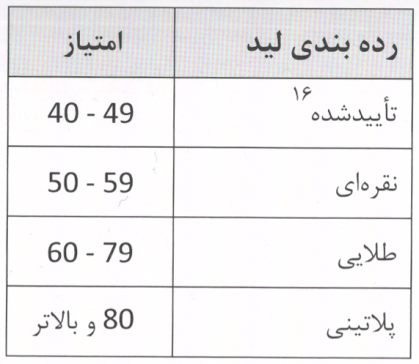 رده بندی لید امتیاز
تأییدشده۱۶ 40 - 49
نقره‌ای 50 - 59
طلایی 60 - 79
پلاتینی 80 و بالاتر